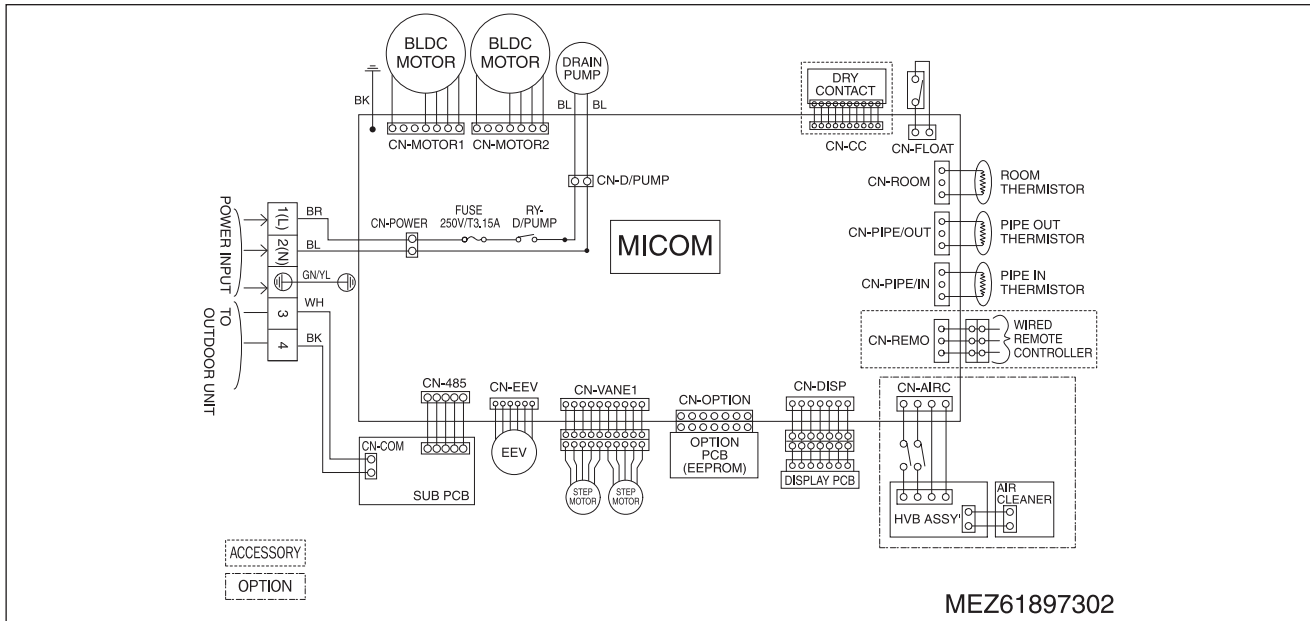 BLDC
MOTOR
BLDC
MOTOR
DRAIN
PUMP
BK
BL
BL
CN-MOTOR1
CN-MOTOR2
DRY
CONTACT
CN-CC
CN-FLOAT
CN-D/PUMP
CN-ROOM
ROOM
THERMISTOR
CN-PIPE/OUT
PIPE OUT
THERMISTOR
CN-PIPE/IN
PIPE IN
THERMISTOR
POWER INPUT
1(L)
BR
2(N)
BL
GN/YL
CN-POWER
FUSE
250V/T3.15A
RY-
D/PUMP
MICOM
TO
OUTDOOR UNIT
3
WH
4
BK
CN-REMO
WIRED
REMOTE
CONTROLLER
CN-485
CN-EEV
CN-VANE1
CN-OPTION
CN-DISP
CN-AIRC
CN-COM
SUB PCB
EEV
STEP
MOTOR
STEP
MOTOR
OPTION
PCB
(EEPROM)
DISPLAY PCB
HVB ASSY'
AIR
CLEANER
ACCESSORY
OPTION
MEZ61897302